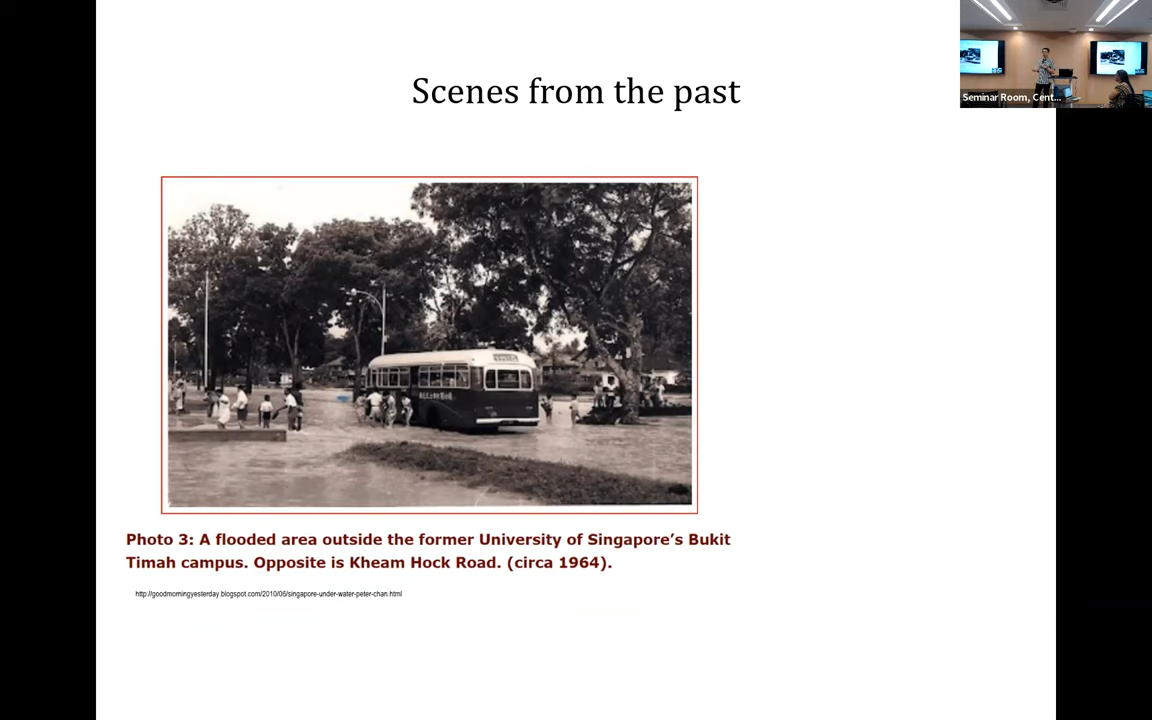 Scenes from the past
Seminar Room, Cent...
Photo 3: A flooded area outside the former University of Singapore’s Bukit
Timah campus. Opposite is Kheam Hock Road. (circa 1964).
http://goodmorningyesterday.blogspot.com/2010/06/singapore-under-water-peter-chan.html